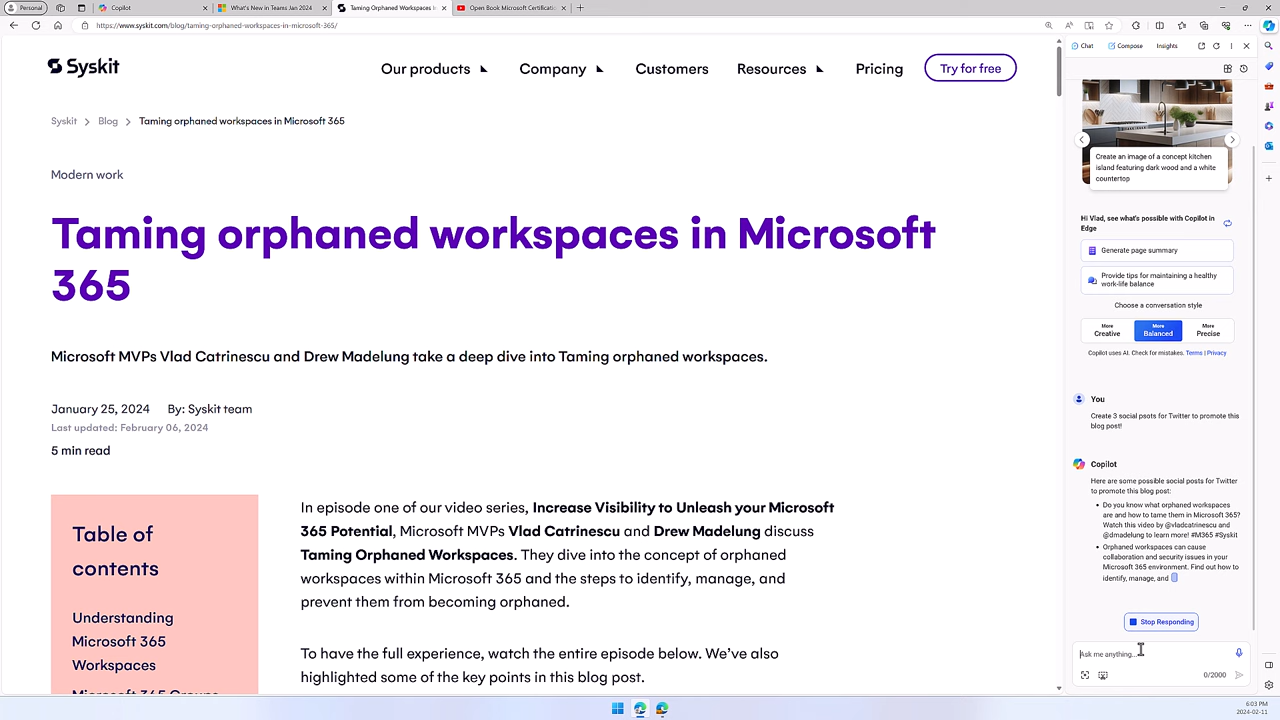 Personal
Copilot
What's New in Teams Jan 2024
Taming Orphaned Workspaces in
Open Book Microsoft Certificatio
https://www.syskit.com/blog/taming-orphaned-workspaces-in-microsoft-365/
Syskit
Our products
Company
Customers
Resources
Pricing
Try for free
Syskit > Blog > Taming orphaned workspaces in Microsoft 365
Modern work
Taming orphaned workspaces in Microsoft
365
Microsoft MVPs Vlad Catrinescu and Drew Madelung take a deep dive into Taming orphaned workspaces.
January 25, 2024 By: Syskit team
Last updated: February 06, 2024
5 min read
Table of
contents
Understanding
Microsoft 365
Workspaces
Microsoft 365 Groups
In episode one of our video series, Increase Visibility to Unleash your Microsoft
365 Potential, Microsoft MVPs Vlad Catrinescu and Drew Madelung discuss
Taming Orphaned Workspaces. They dive into the concept of orphaned
workspaces within Microsoft 365 and the steps to identify, manage, and
prevent them from becoming orphaned.
To have the full experience, watch the entire episode below. We've also
highlighted some of the key points in this blog post.
Chat
Compose
Insights
Create an image of a concept kitchen
island featuring dark wood and a white
countertop
Hi Vlad, see what's possible with Copilot in
Edge
Generate page summary
Provide tips for maintaining a healthy
work-life balance
Choose a conversation style
More
Creative
More
Balanced
More
Precise
Copilot uses AI. Check for mistakes. Terms | Privacy
You
Create 3 social psots for Twitter to promote this
blog post!
Copilot
Here are some possible social posts for Twitter
to promote this blog post:
• Do you know what orphaned workspaces
are and how to tame them in Microsoft 365?
Watch this video by @vladcatrinescu and
@dmadelung to learn more! #M365 #Syskit
• Orphaned workspaces can cause
collaboration and security issues in your
Microsoft 365 environment. Find out how to
identify, manage, and
Stop Responding
Ask me anything...
0/2000
6:03 PM
2024-02-11